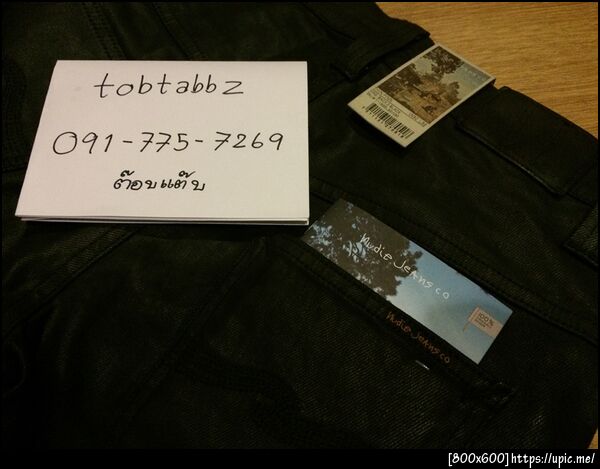 tobtabbz
091-775-7269
ต๊อบแต๊บ
Nudie Jeans co
100%
Nudie Jeans co
[800x600]https://upic.me/